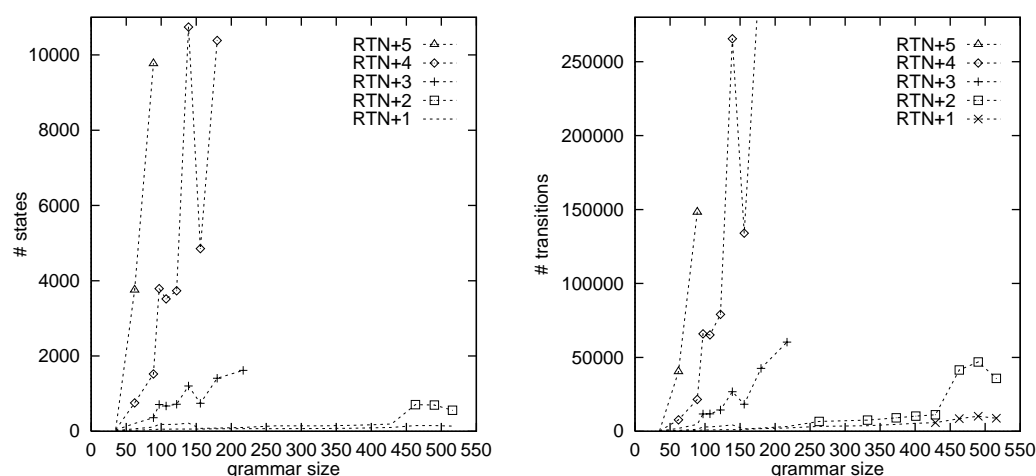 10000
8000
6000
4000
2000
0
# states
0 50 100 150 200 250 300 350 400 450 500 550
grammar size
RTN+5
RTN+4
RTN+3
RTN+2
RTN+1
250000
200000
150000
100000
50000
0
# transitions
0 50 100 150 200 250 300 350 400 450 500 550
grammar size
RTN+5
RTN+4
RTN+3
RTN+2
RTN+1